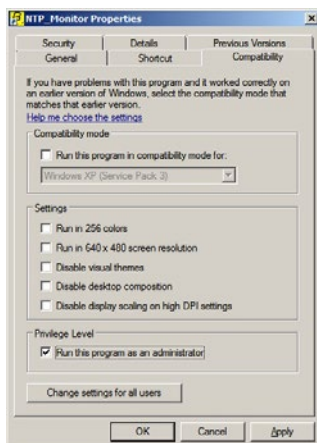 NTP_Monitor Properties
Security Details Previous Versions
General Shortcut Compatibility
If you have problems with this program and it worked correctly on
an earlier version of Windows, select the compatibility mode that
matches that earlier version.
Help me choose the settings
Compatibility mode
Run this program in compatibility mode for:
Windows XP (Service Pack 3)
Settings
Run in 256 colors
Run in 640 x 480 screen resolution
Disable visual themes
Disable desktop composition
Disable display scaling on high DPI settings
Privilege Level
Run this program as an administrator
Change settings for all users
OK Cancel Apply